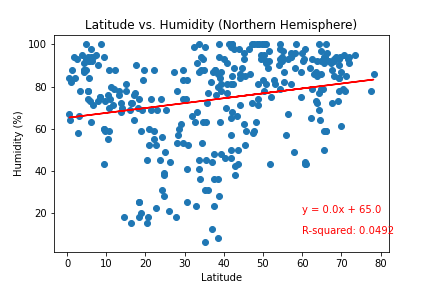 Latitude vs. Humidity (Northern Hemisphere)
100
80
60
40
20
Humidity (%)
y = 0.0x + 65.0
R-squared: 0.0492
0 10 20 30 40 50 60 70 80
Latitude